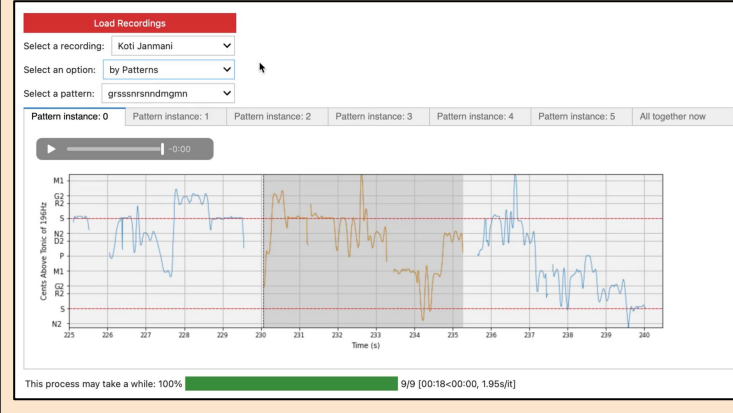 Load Recordings
Select a recording: Koti Janmani
Select an option: by Patterns
Select a pattern: grsssnrsnndmgmn
Pattern instance: 0 Pattern instance: 1 Pattern instance: 2 Pattern instance: 3 Pattern instance: 4 Pattern instance: 5 All together now
-0:00
Cents Above Tonic of 196Hz
M1
G2
R2
S
N2
D2
P
M1
G2
R2
S
N2
225 226 227 228 229 230 231 232 233 234 235 236 237 238 239 240
Time (s)
This process may take a while: 100% 9/9 [00:18<00:00, 1.95s/it]